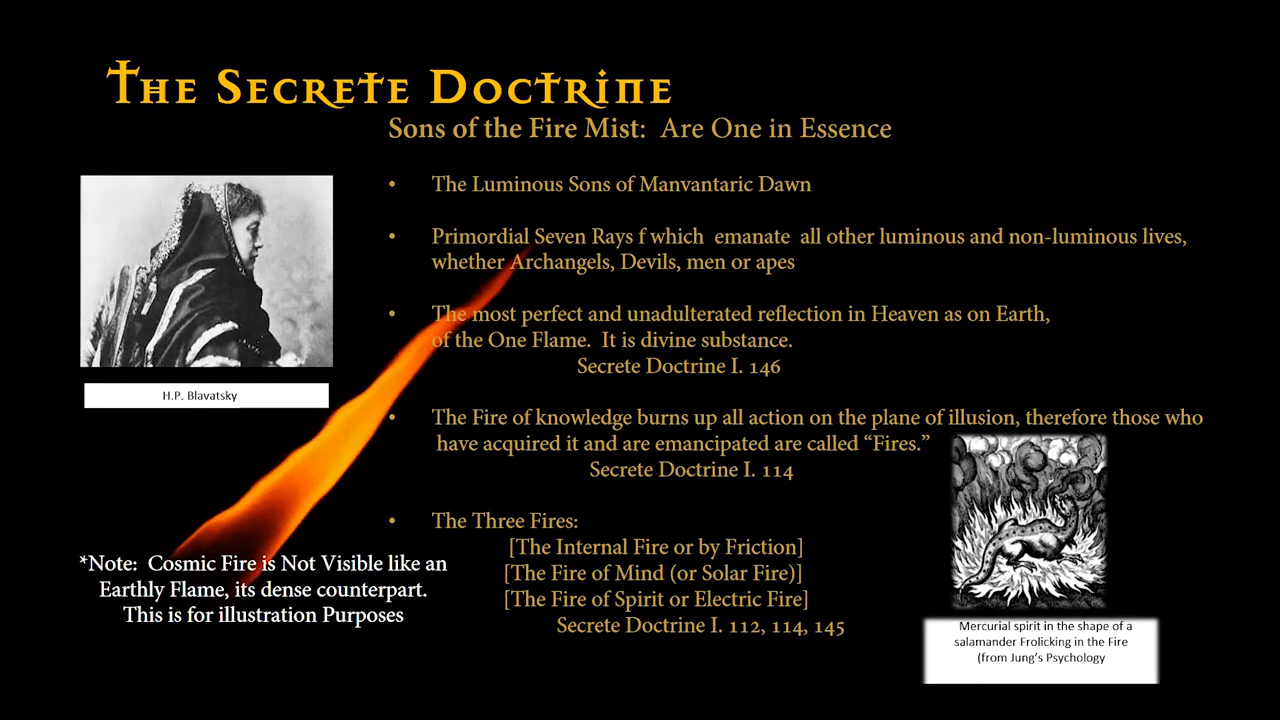 The Secrete Doctrine
Sons of the Fire Mist: Are One in Essence
• The Luminous Sons of Manvantaric Dawn
• Primordial Seven Rays f which emanate all other luminous and non-luminous lives,
whether Archangels, Devils, men or apes
• The most perfect and unadulterated reflection in Heaven as on Earth,
of the One Flame. It is divine substance.
Secrete Doctrine I. 146
• The Fire of knowledge burns up all action on the plane of illusion, therefore those who
have acquired it and are emancipated are called “Fires.”
Secrete Doctrine I. 114
• The Three Fires:
[The Internal Fire or by Friction]
[The Fire of Mind (or Solar Fire)]
[The Fire of Spirit or Electric Fire]
Secrete Doctrine I. 112, 114, 145
H.P. Blavatsky
*Note: Cosmic Fire is Not Visible like an
Earthly Flame, its dense counterpart.
This is for illustration Purposes
Mercurial spirit in the shape of a
salamander Frolicking in the Fire
(from Jung’s Psychology